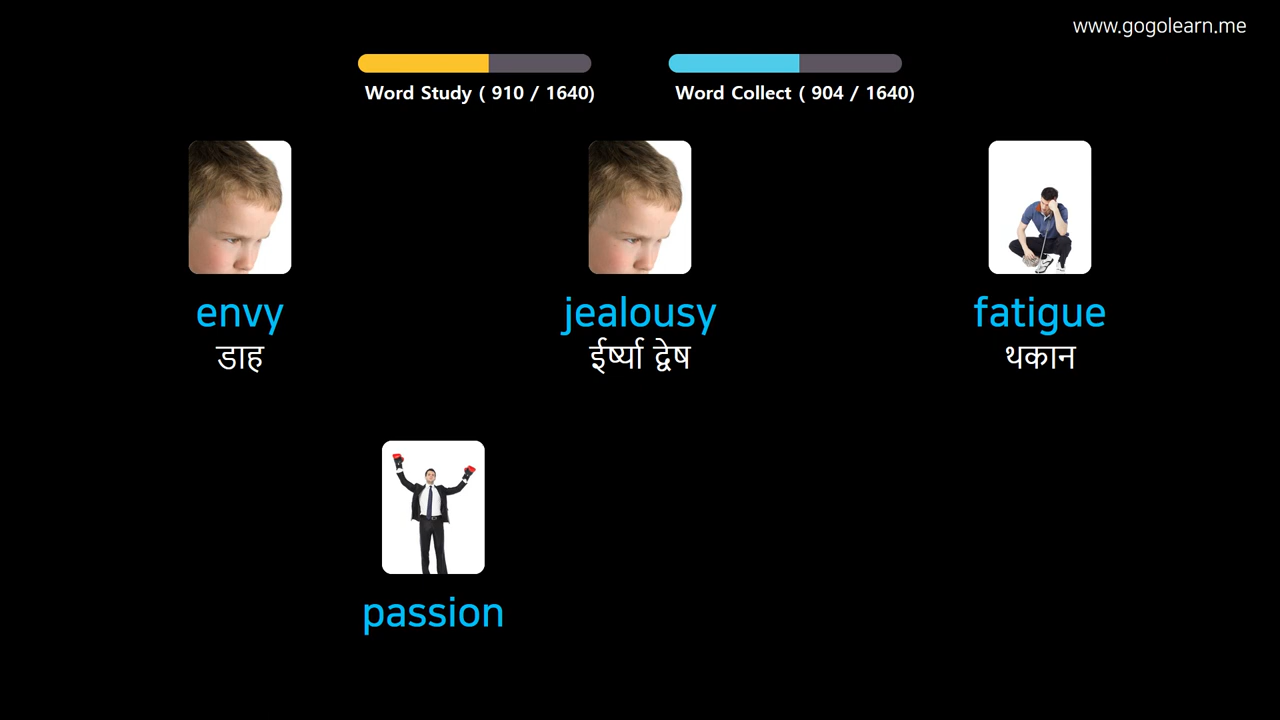 www.gogolearn.me
Word Study ( 910 / 1640)
Word Collect ( 904 / 1640)
envy
डाह
jealousy
ईर्ष्या द्वेष
fatigue
थकान
passion